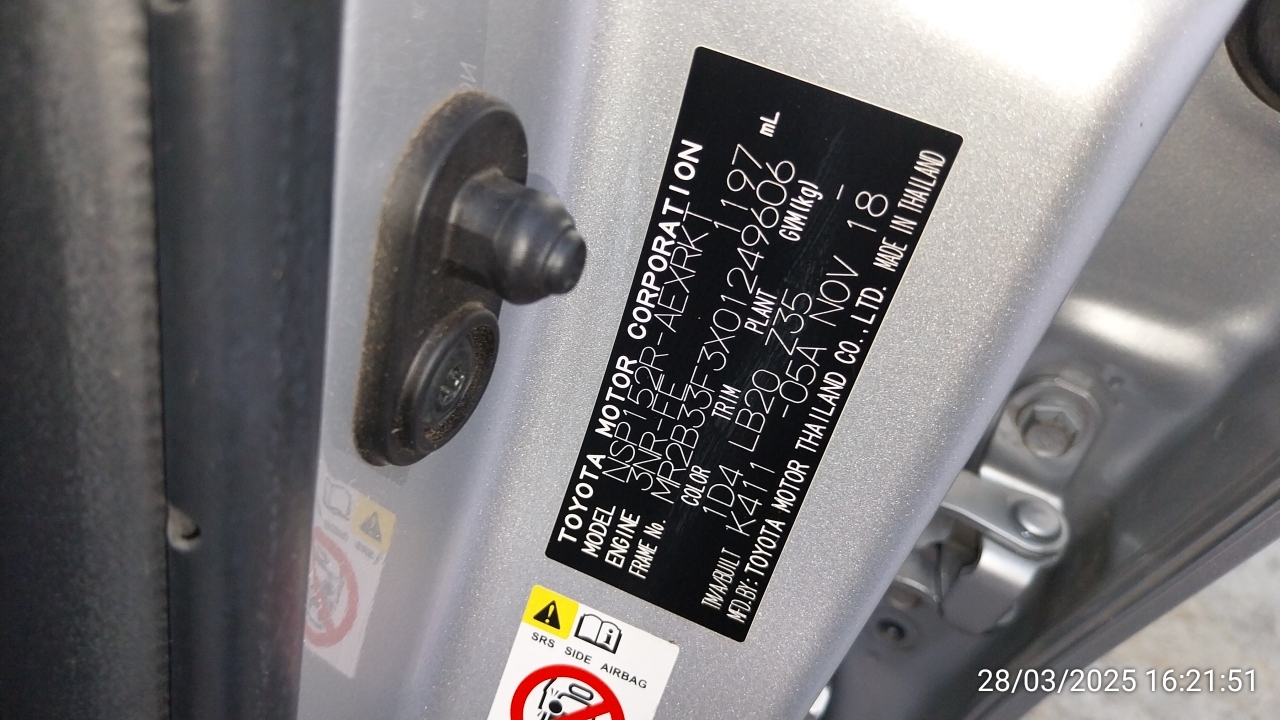 TOYOTA MOTOR CORPORATION
MODEL NSP152R-AEXRKT
ENGINE 3NR-FE 1197 mL
FRAME No. MR2B33F3X01249606
COLOR TRIM PLANT GVM(kg)
1D4 LB20 Z35 -
TM/A/BUILT K411 -05A NOV 18
MFD.BY: TOYOTA MOTOR THAILAND CO., LTD. MADE IN THAILAND
SRS SIDE AIRBAG
28/03/2025 16:21:51